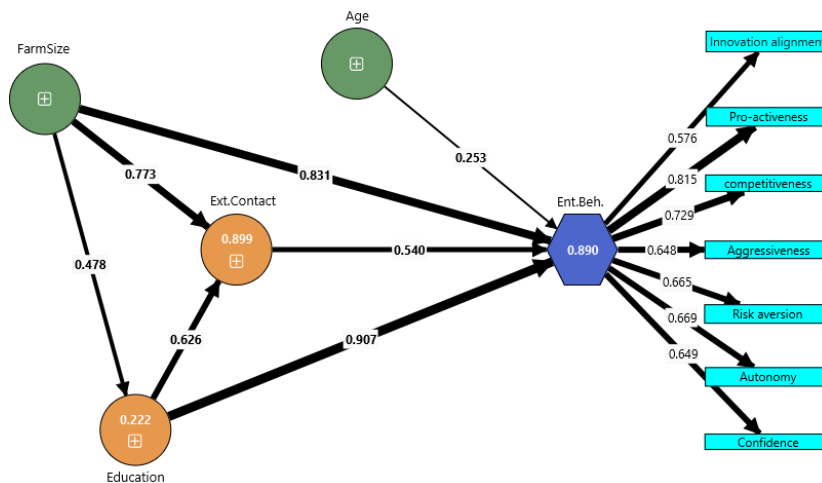 Age
FarmSize
Innovation alignment
Pro-activeness
0.576
0.773
0.831
0.253
0.815
competitiveness
Ext.Contact
Ent.Beh.
0.729
0.899
0.540
0.890
0.648
Aggressiveness
0.478
0.665
Risk aversion
0.626
0.907
0.669
0.649
Autonomy
0.222
Confidence
Education